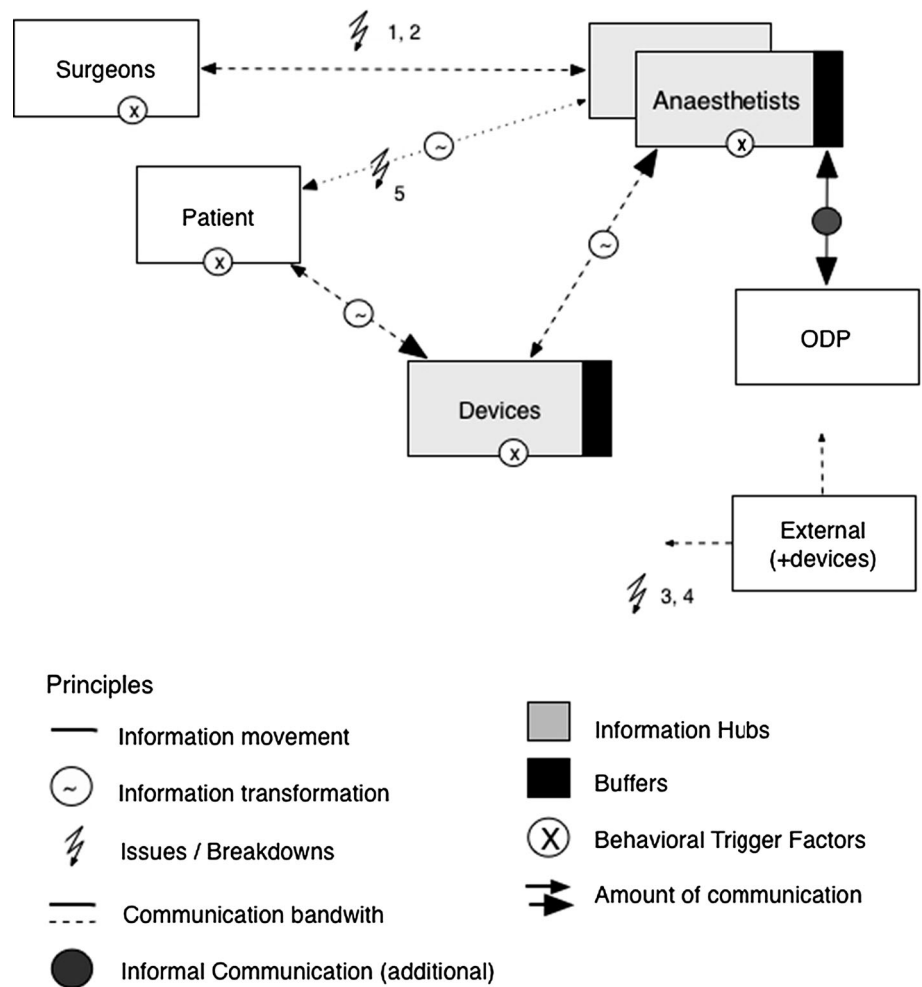 1, 2
Surgeons
X
Anaesthetists
X
~
5
Patient
X
~
~
ODP
Devices
X
External
(+devices)
3, 4
Principles
Information movement
~
Information transformation
Issues / Breakdowns
Communication bandwith
Informal Communication (additional)
Information Hubs
Buffers
X
Behavioral Trigger Factors
Amount of communication